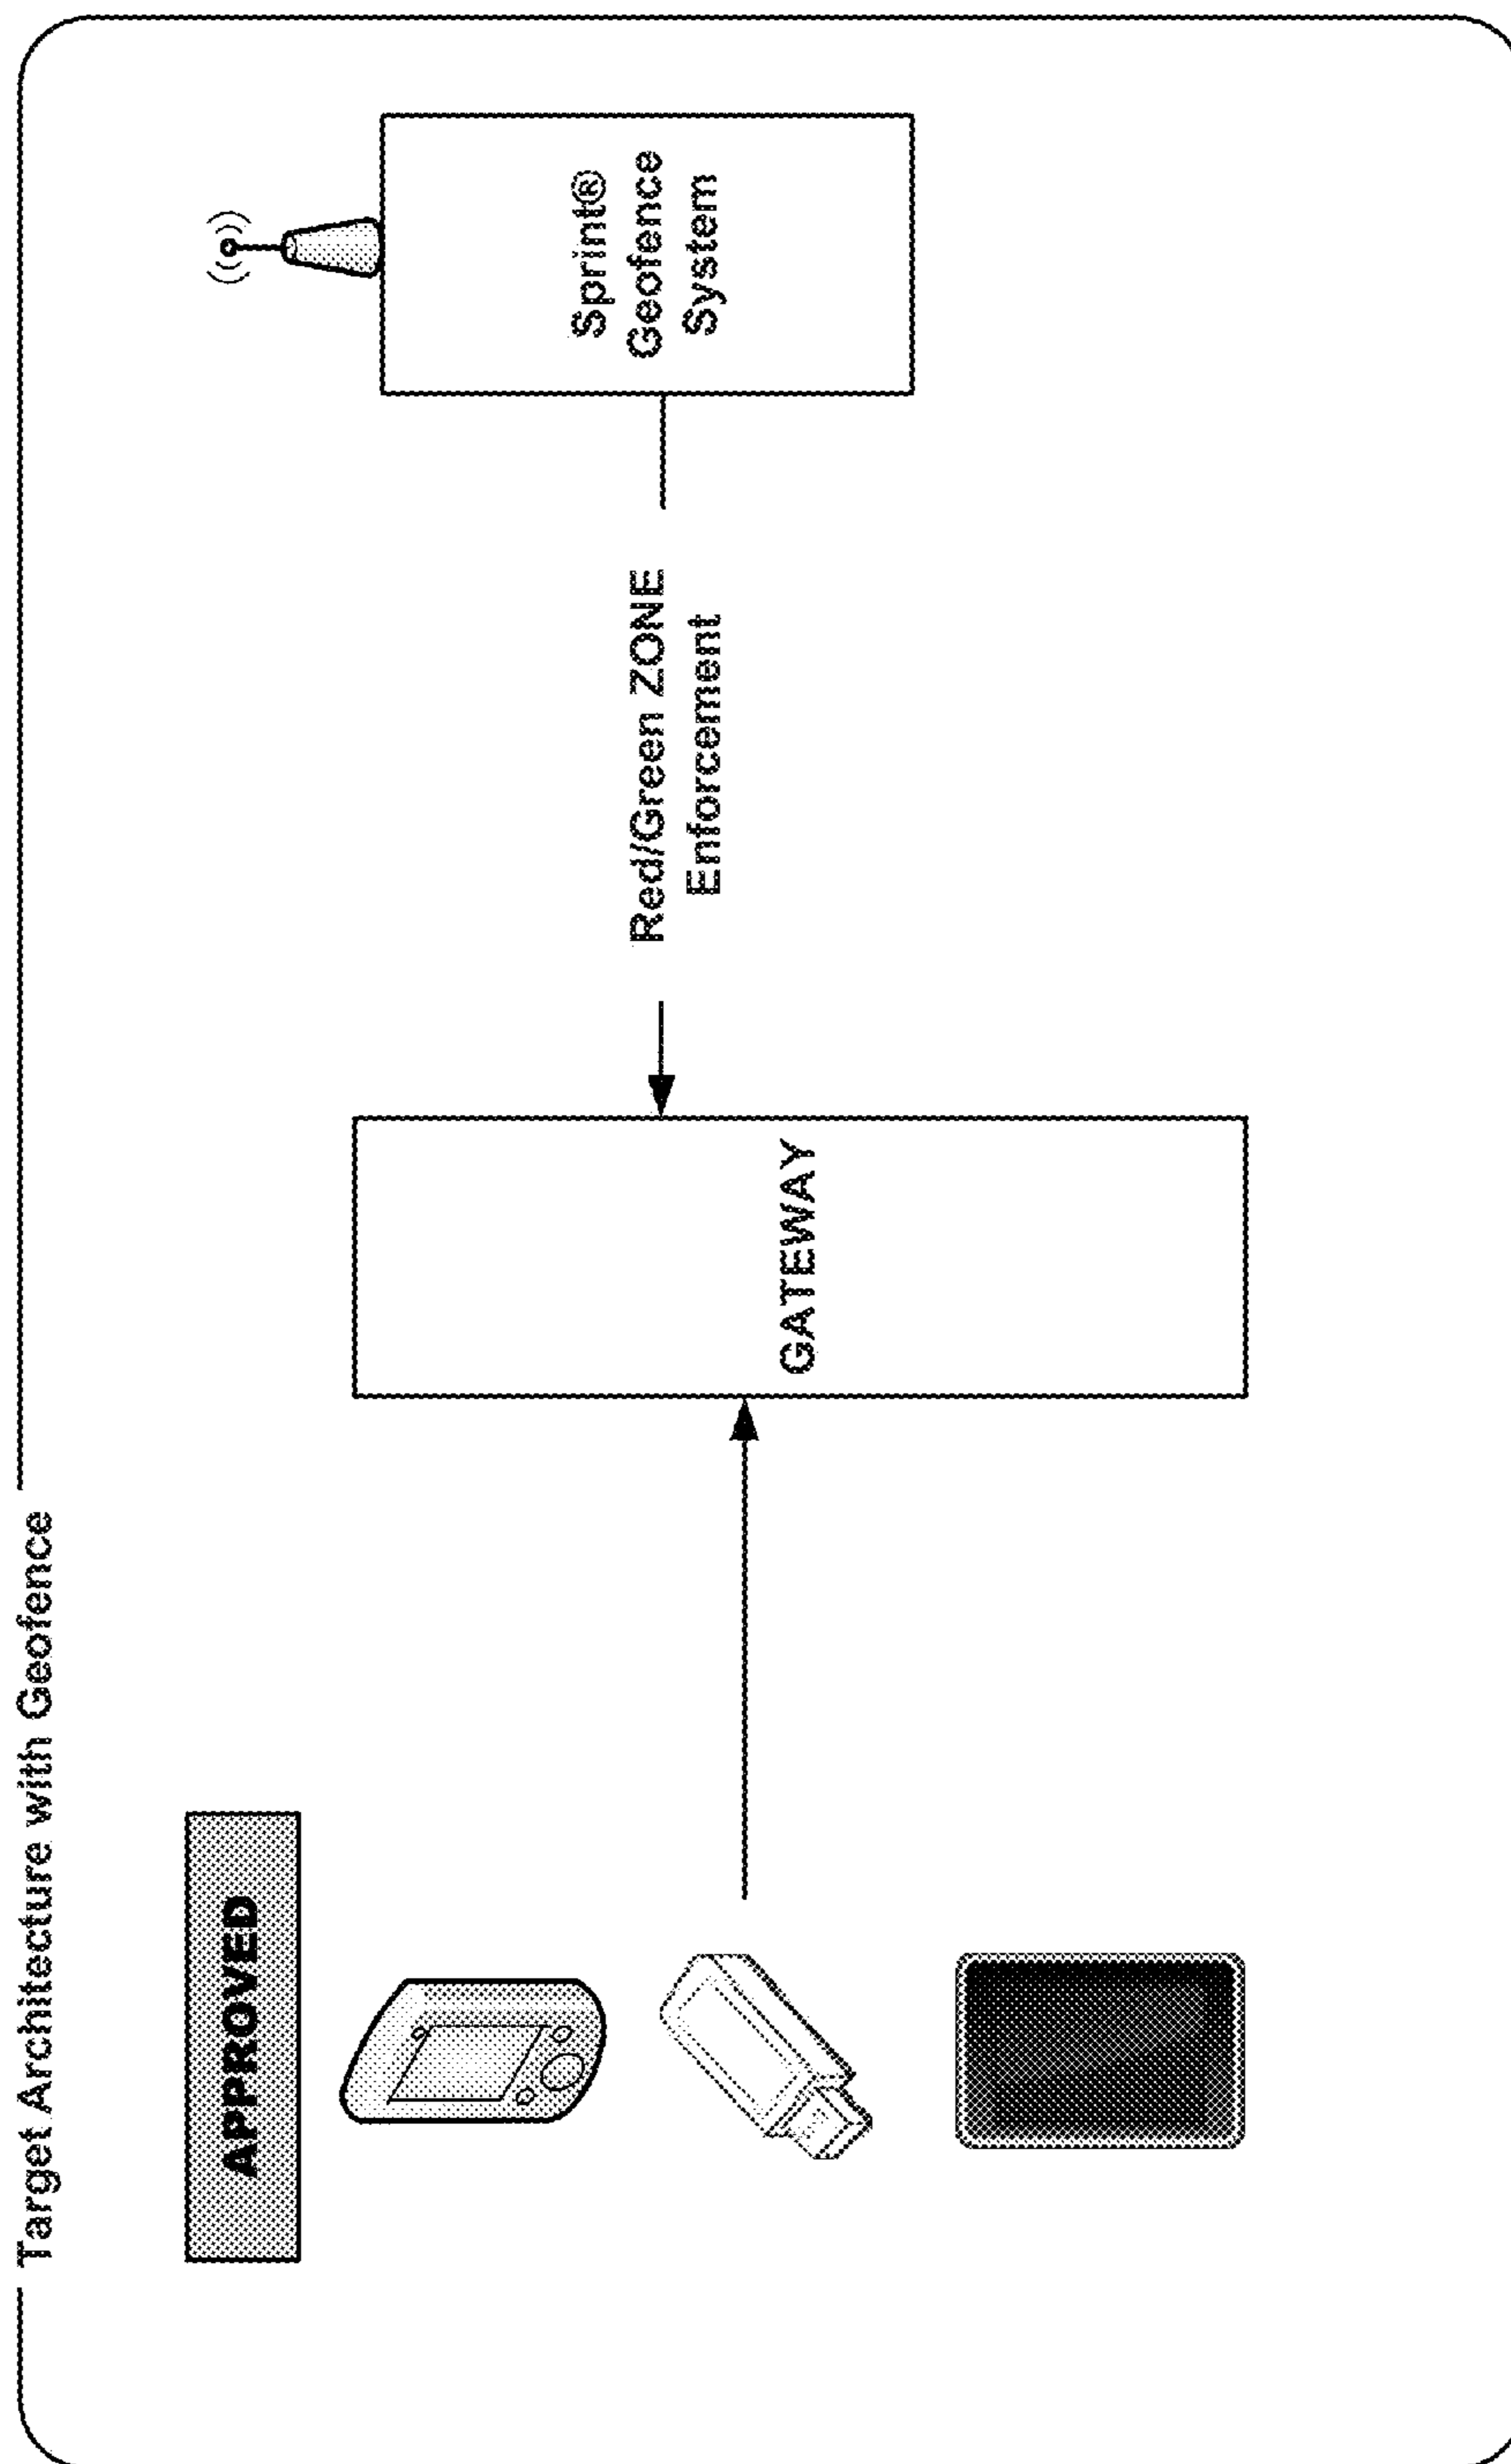 Target Architecture with Geofence
APPROVED
GATEWAY
Red/Green ZONE
Enforcement
Sprint®
Geofence
System